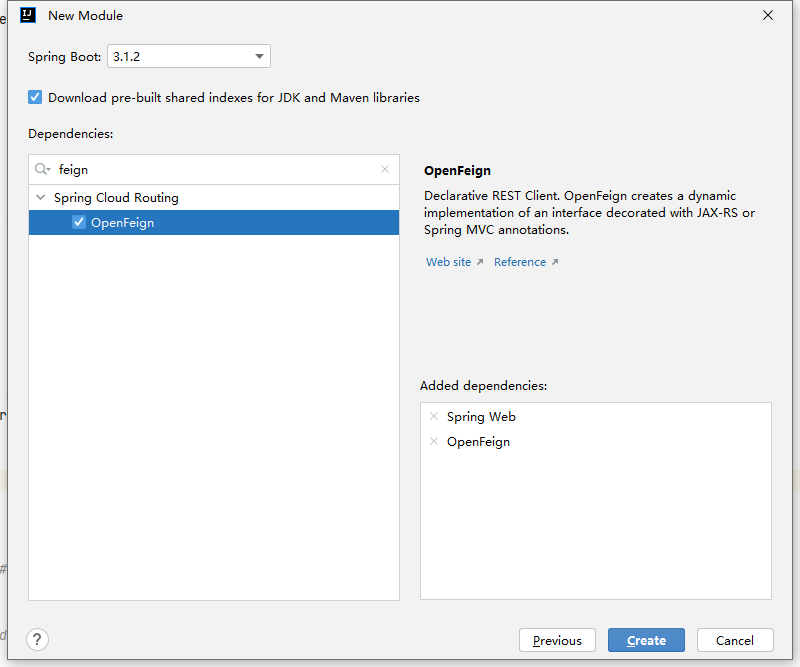 New Module
Spring Boot: 3.1.2
Download pre-built shared indexes for JDK and Maven libraries
Dependencies:
feign
Spring Cloud Routing
OpenFeign
OpenFeign
Declarative REST Client. OpenFeign creates a dynamic
implementation of an interface decorated with JAX-RS or
Spring MVC annotations.
Web site ↗ Reference ↗
Added dependencies:
Spring Web
OpenFeign
? Previous Create Cancel
e
r
#
d